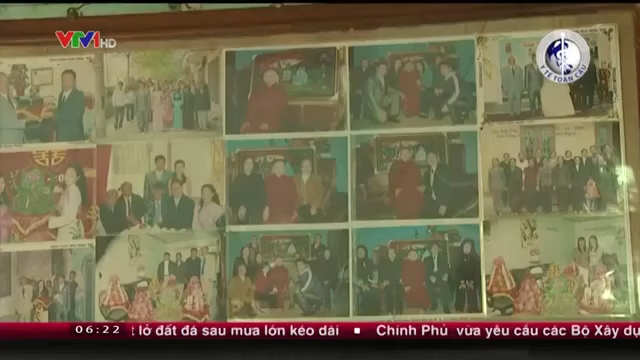 VTV1HD
Y TẾ TOÀN CẦU
06:22 t lở đất đá sau mưa lớn kéo dài ▪ Chính Phủ vừa yêu cầu các Bộ Xây dự